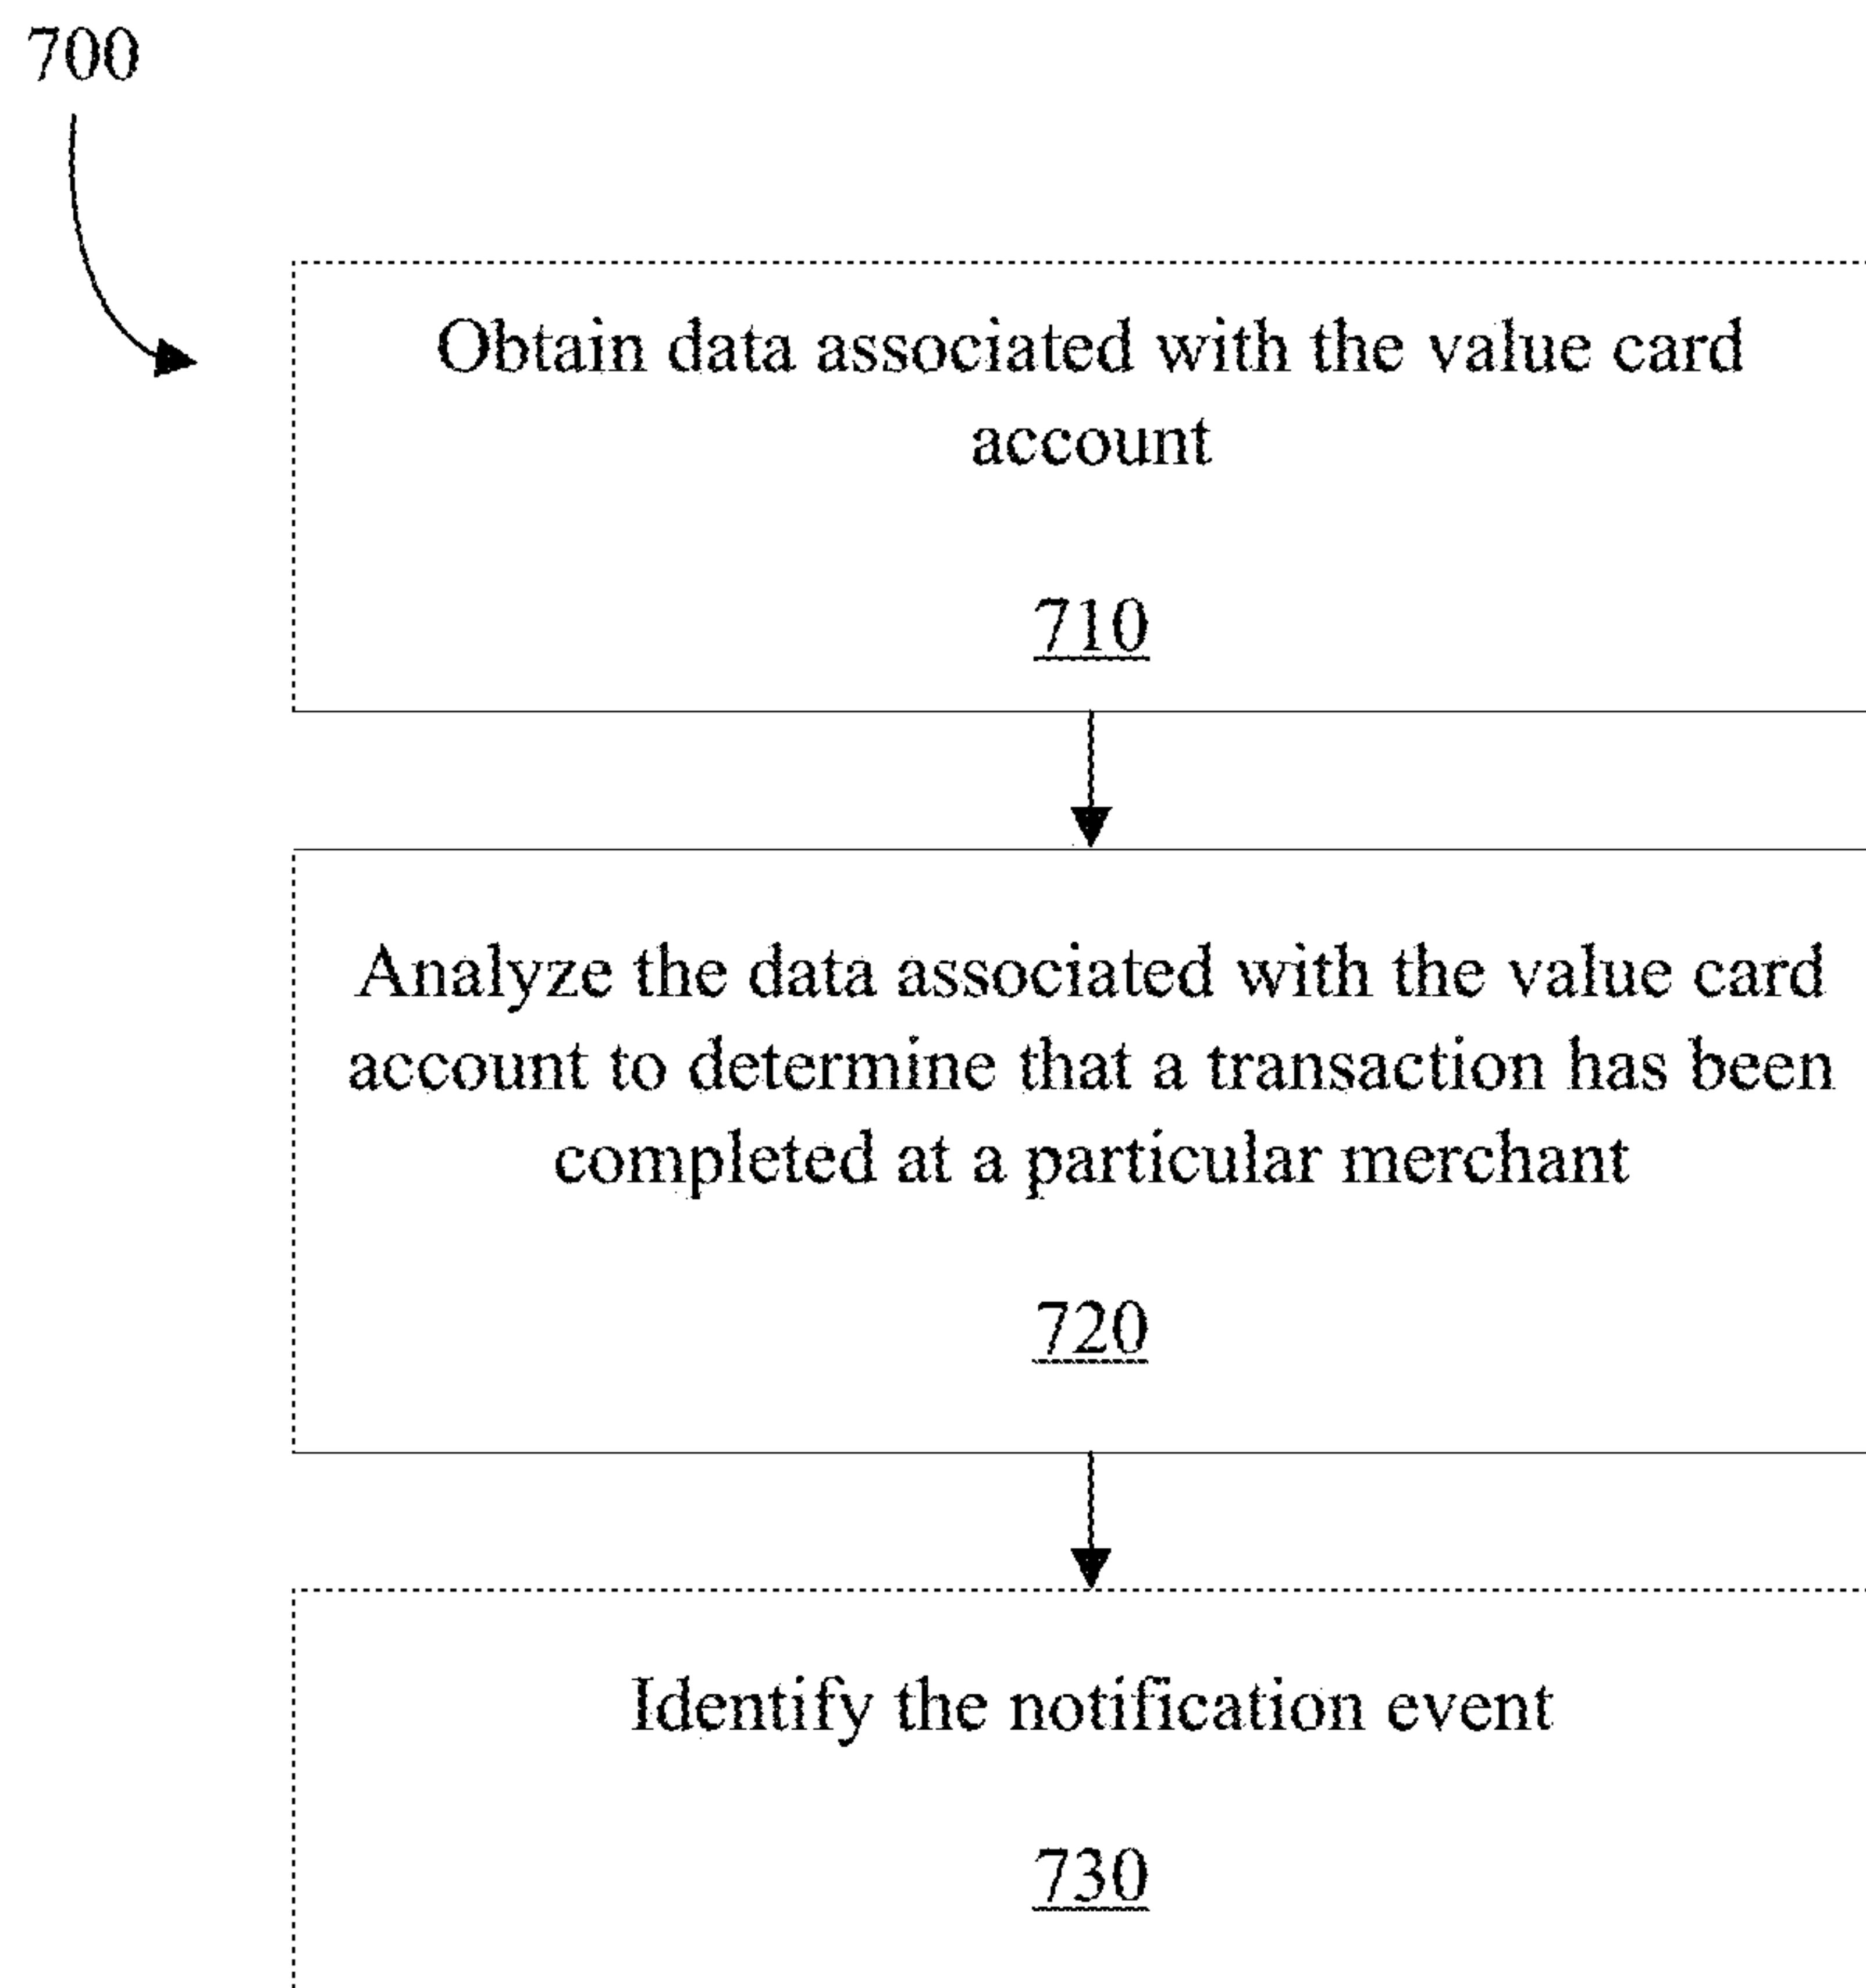 700
Obtain data associated with the value card
account
710
Analyze the data associated with the value card
account to determine that a transaction has been
completed at a particular merchant
720
Identify the notification event
730